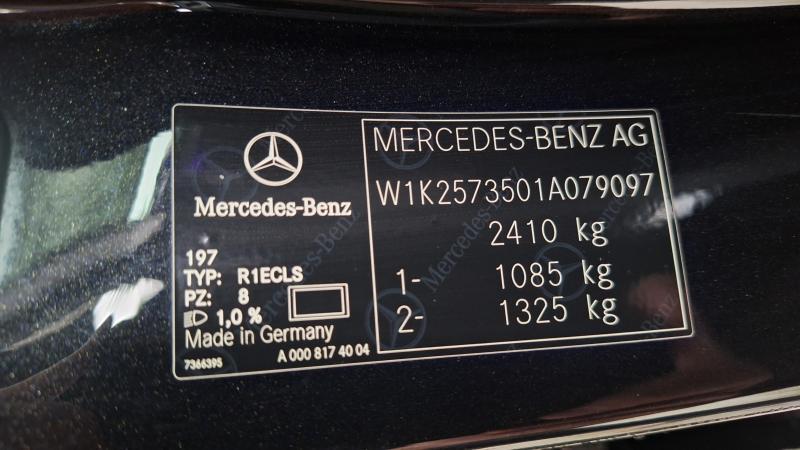 Mercedes-Benz
197
TYP: R1ECLS
PZ: 8
1,0 %
Made in Germany
7366395
A 000 817 40 04
MERCEDES-BENZ AG
W1K2573501A079097
2410 kg
1- 1085 kg
2- 1325 kg